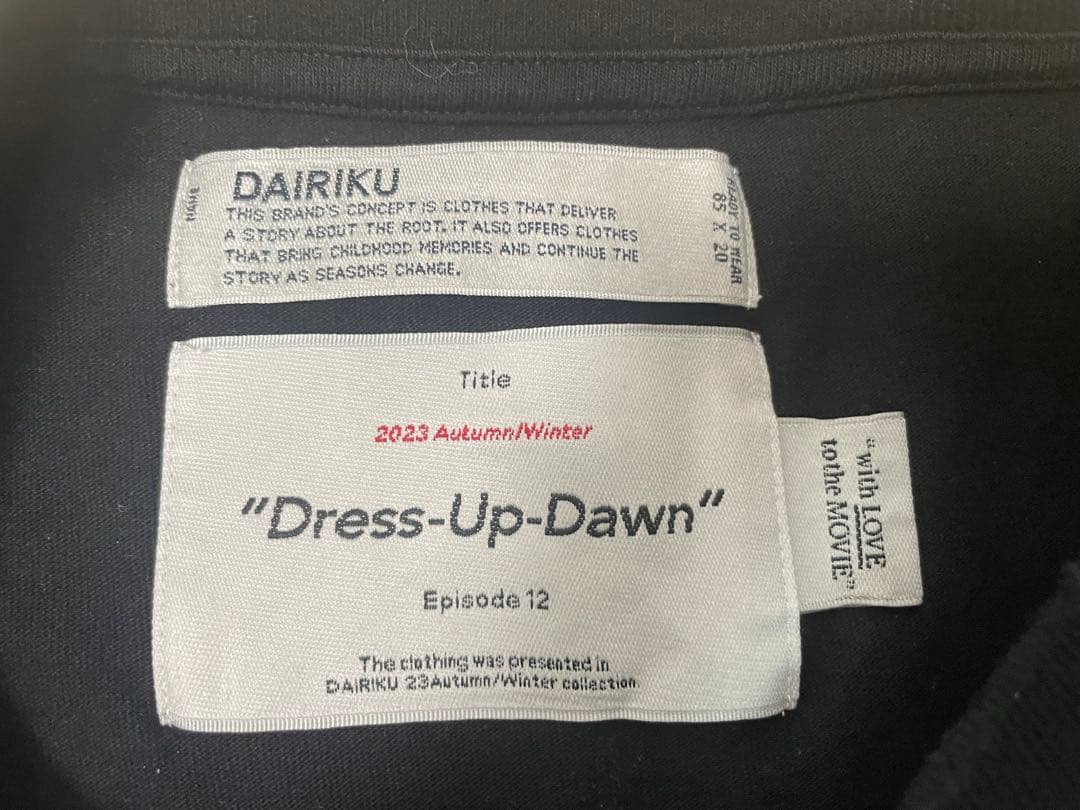 NAME
DAIRIKU
THIS BRAND'S CONCEPT IS CLOTHES THAT DELIVER
A STORY ABOUT THE ROOT. IT ALSO OFFERS CLOTHES
THAT BRING CHILDHOOD MEMORIES AND CONTINUE THE
STORY AS SEASONS CHANGE.
READY TO WEAR
85 X 20
Title
2023 Autumn/Winter
"Dress-Up-Dawn"
Episode 12
The clothing was presented in
DAIRIKU 23Autumn/Winter collection
"with LOVE
to the MOVIE"